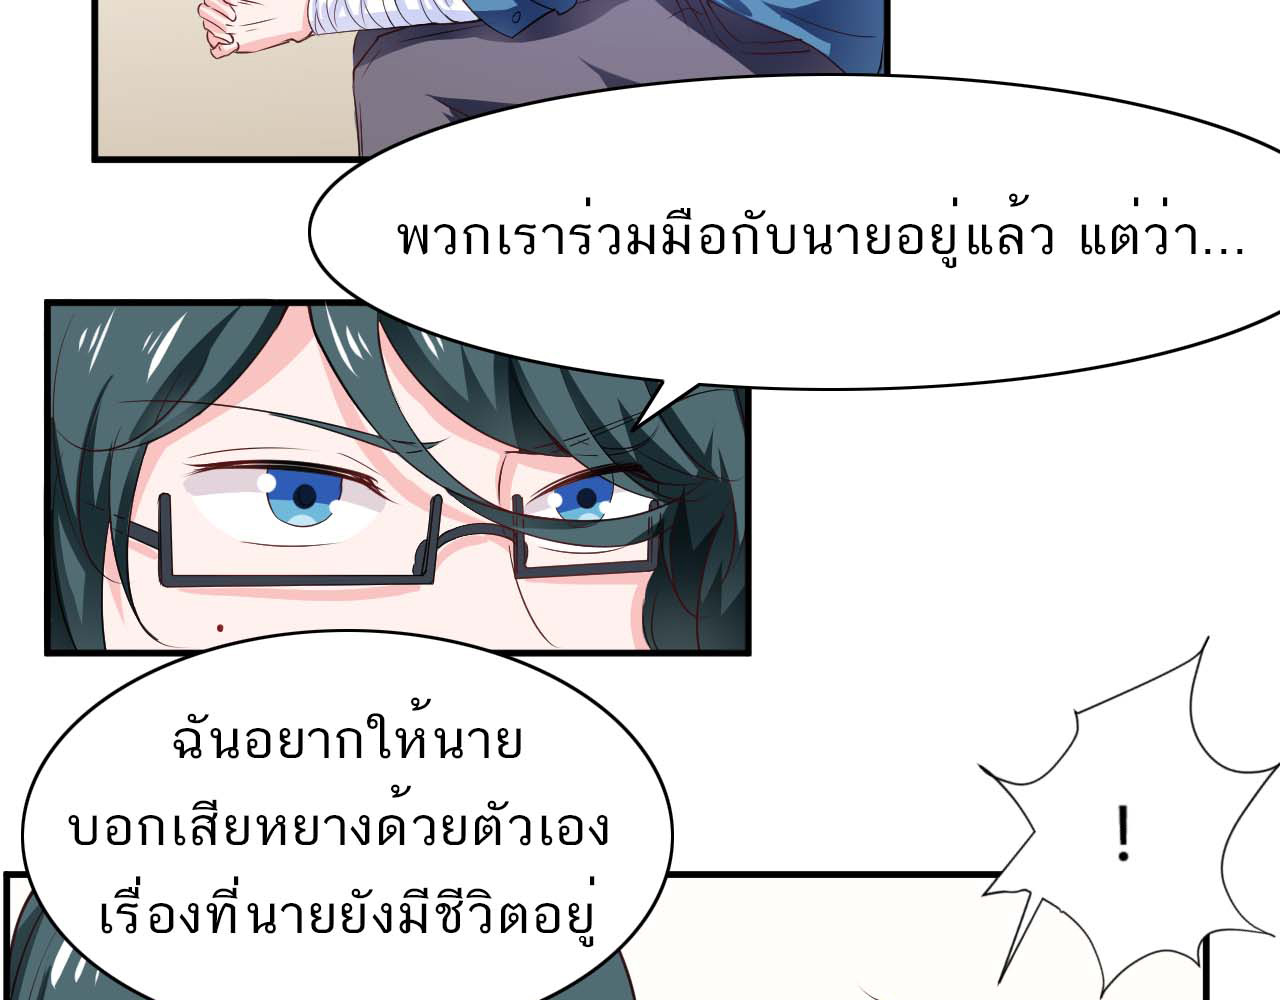 พวกเราร่วมมือกับนายอยู่แล้ว แต่ว่า...
ฉันอยากให้นาย
บอกเสียหยางด้วยตัวเอง
เรื่องที่นายยังมีชีวิตอยู่
!